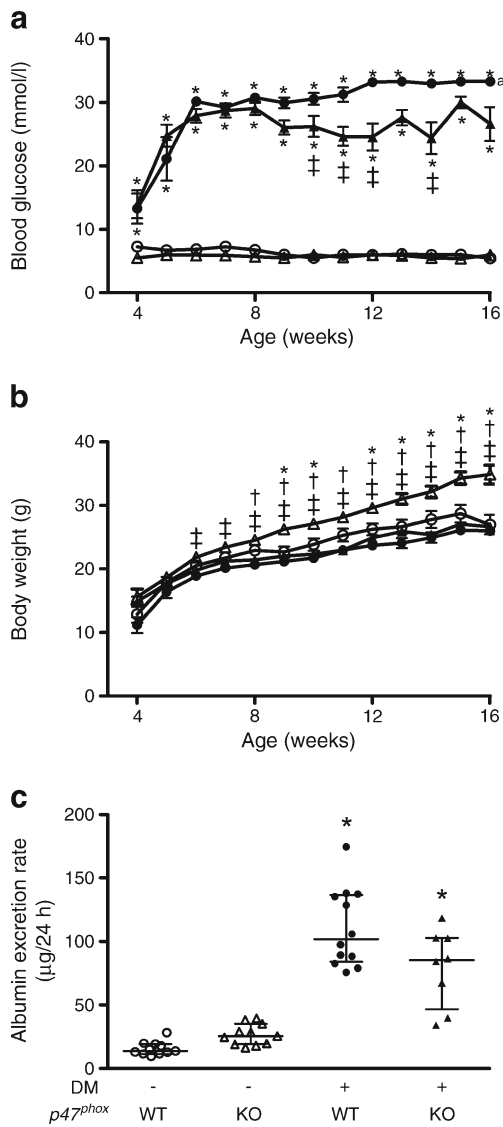 a
Blood glucose (mmol/l)
40
30
20
10
0
* * * * * * * * * * * * * a
* * * * * * * * * * * * *
‡ ‡ ‡ ‡
4 8 12 16
Age (weeks)
b
Body weight (g)
40
30
20
10
0
* * * * * * *
† † † † † † † † †
‡ ‡ ‡ ‡ ‡ ‡ ‡ ‡ ‡ ‡ ‡
4 8 12 16
Age (weeks)
c
Albumin excretion rate
(µg/24 h)
200
150
100
50
0
* *
DM - - + +
p47phox WT KO WT KO